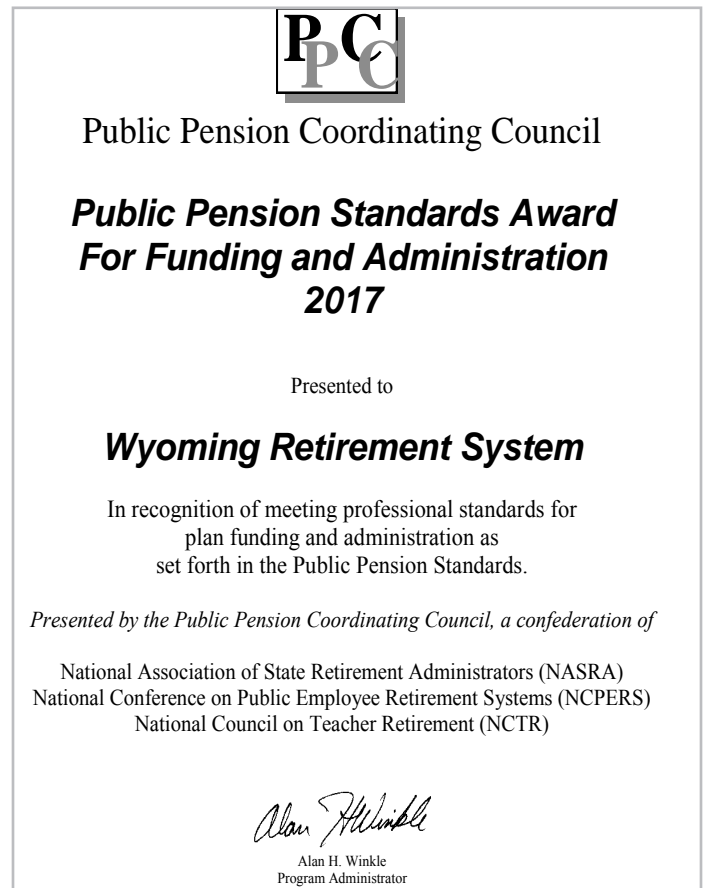 PPCC
Public Pension Coordinating Council
Public Pension Standards Award
For Funding and Administration
2017
Presented to
Wyoming Retirement System
In recognition of meeting professional standards for
plan funding and administration as
set forth in the Public Pension Standards.
Presented by the Public Pension Coordinating Council, a confederation of
National Association of State Retirement Administrators (NASRA)
National Conference on Public Employee Retirement Systems (NCPERS)
National Council on Teacher Retirement (NCTR)
Alan H Winkle
Alan H. Winkle
Program Administrator